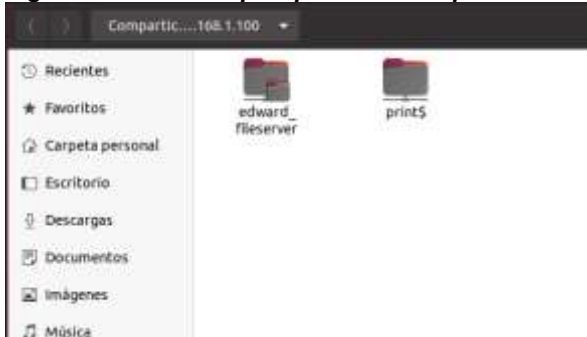 Compartic....168.1.100
Recientes
Favoritos
Carpeta personal
Escritorio
Descargas
Documentos
Imágenes
Música
edward_
fileserver
print$